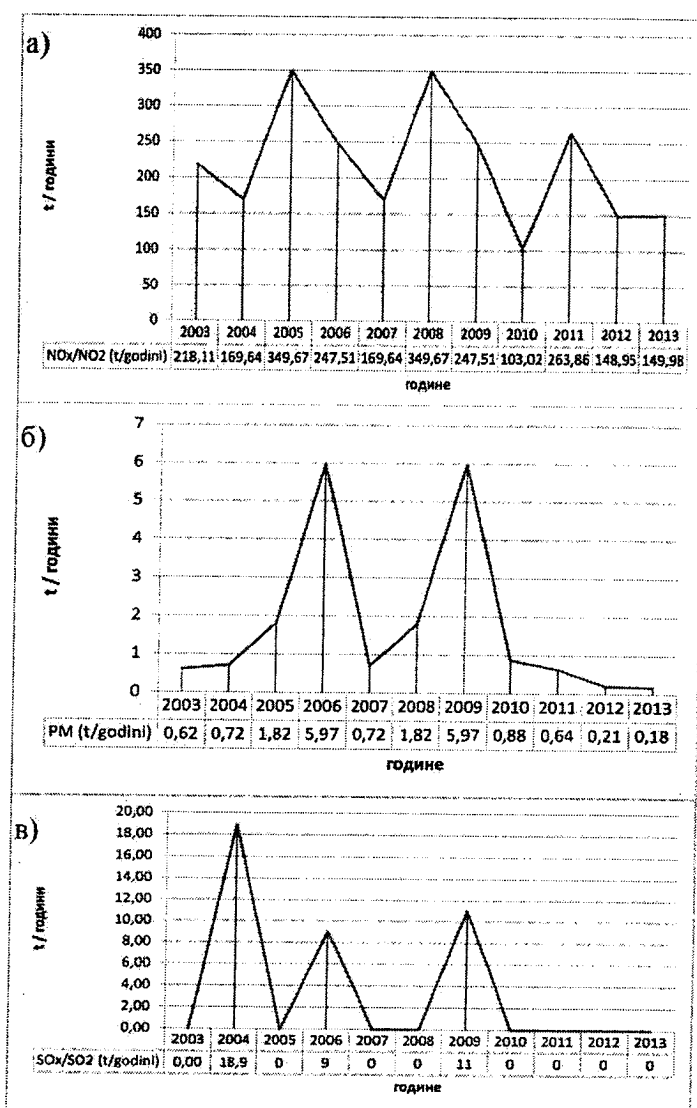 а)
400
350
300
250
200
150
100
50
0
t / години
2003 2004 2005 2006 2007 2008 2009 2010 2011 2012 2013
NOx/NO2 (t/godini) 218,11 169,64 349,67 247,51 169,64 349,67 247,51 103,02 263,86 148,95 149,98
године
б)
7
6
5
4
3
2
1
0
t / години
2003 2004 2005 2006 2007 2008 2009 2010 2011 2012 2013
PM (t/godini) 0,62 0,72 1,82 5,97 0,72 1,82 5,97 0,88 0,64 0,21 0,18
године
в)
20,00
18,00
16,00
14,00
12,00
10,00
8,00
6,00
4,00
2,00
0,00
t / години
2003 2004 2005 2006 2007 2008 2009 2010 2011 2012 2013
SOx/SO2 (t/godini) 0,00 18,9 0 9 0 0 11 0 0 0 0
године